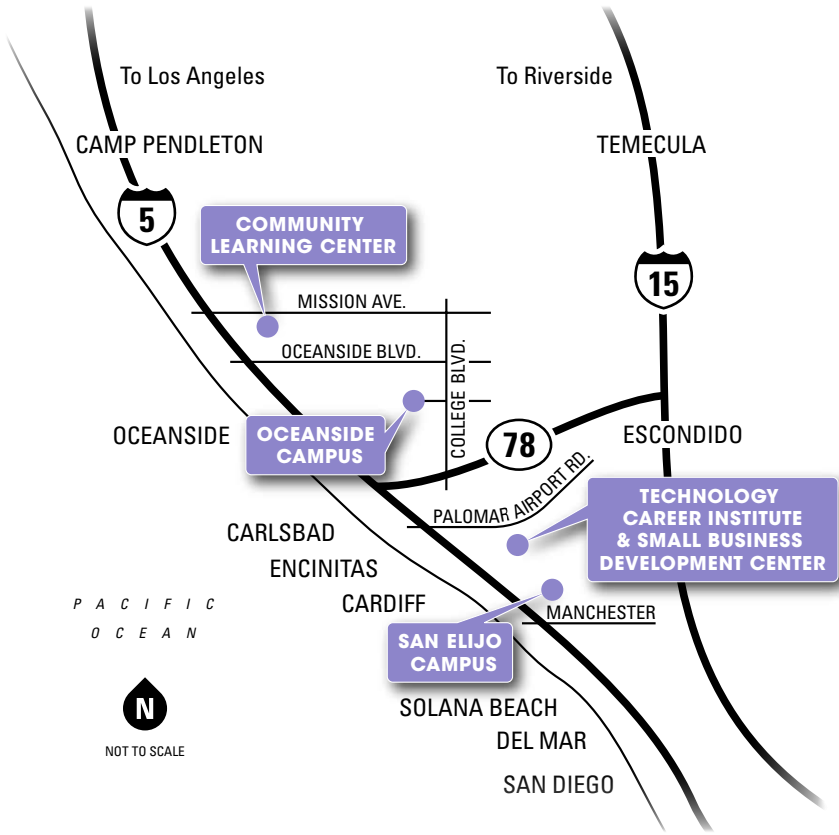 To Los Angeles
To Riverside
CAMP PENDLETON
TEMECULA
5
COMMUNITY
LEARNING CENTER
15
MISSION AVE.
OCEANSIDE BLVD.
COLLEGE BLVD.
OCEANSIDE
OCEANSIDE
CAMPUS
78
ESCONDIDO
PALOMAR AIRPORT RD.
TECHNOLOGY
CAREER INSTITUTE
& SMALL BUSINESS
DEVELOPMENT CENTER
CARLSBAD
ENCINITAS
CARDIFF
PACIFIC
OCEAN
MANCHESTER
SAN ELIJO
CAMPUS
N
NOT TO SCALE
SOLANA BEACH
DEL MAR
SAN DIEGO